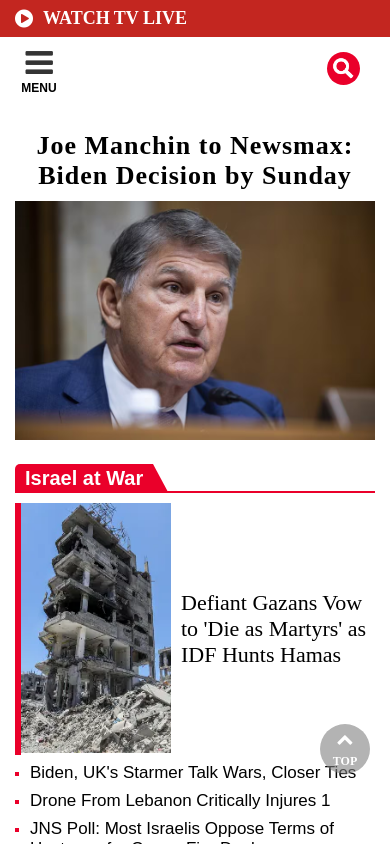 WATCH TV LIVE
MENU
Joe Manchin to Newsmax:
Biden Decision by Sunday
Israel at War
Defiant Gazans Vow
to 'Die as Martyrs' as
IDF Hunts Hamas
TOP
Biden, UK's Starmer Talk Wars, Closer Ties
Drone From Lebanon Critically Injures 1
JNS Poll: Most Israelis Oppose Terms of